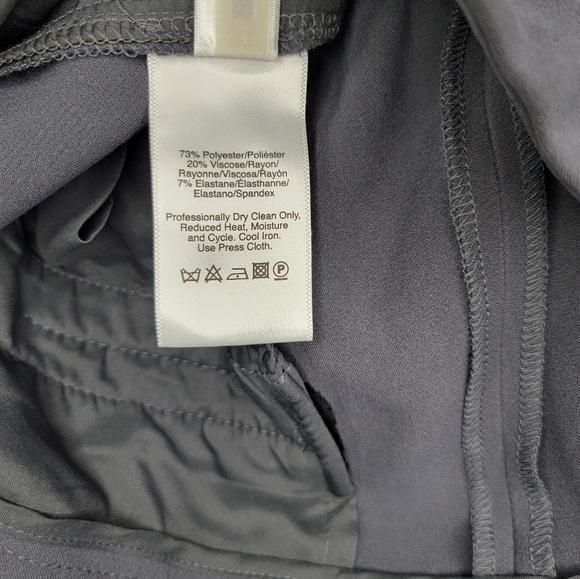 73% Polyester/Poliéster
20% Viscose/Rayon/
Rayonne/Viscosa/Rayón
7% Elastane/Élasthanne/
Elastano/Spandex
Professionally Dry Clean Only,
Reduced Heat, Moisture
and Cycle. Cool Iron.
Use Press Cloth.
P